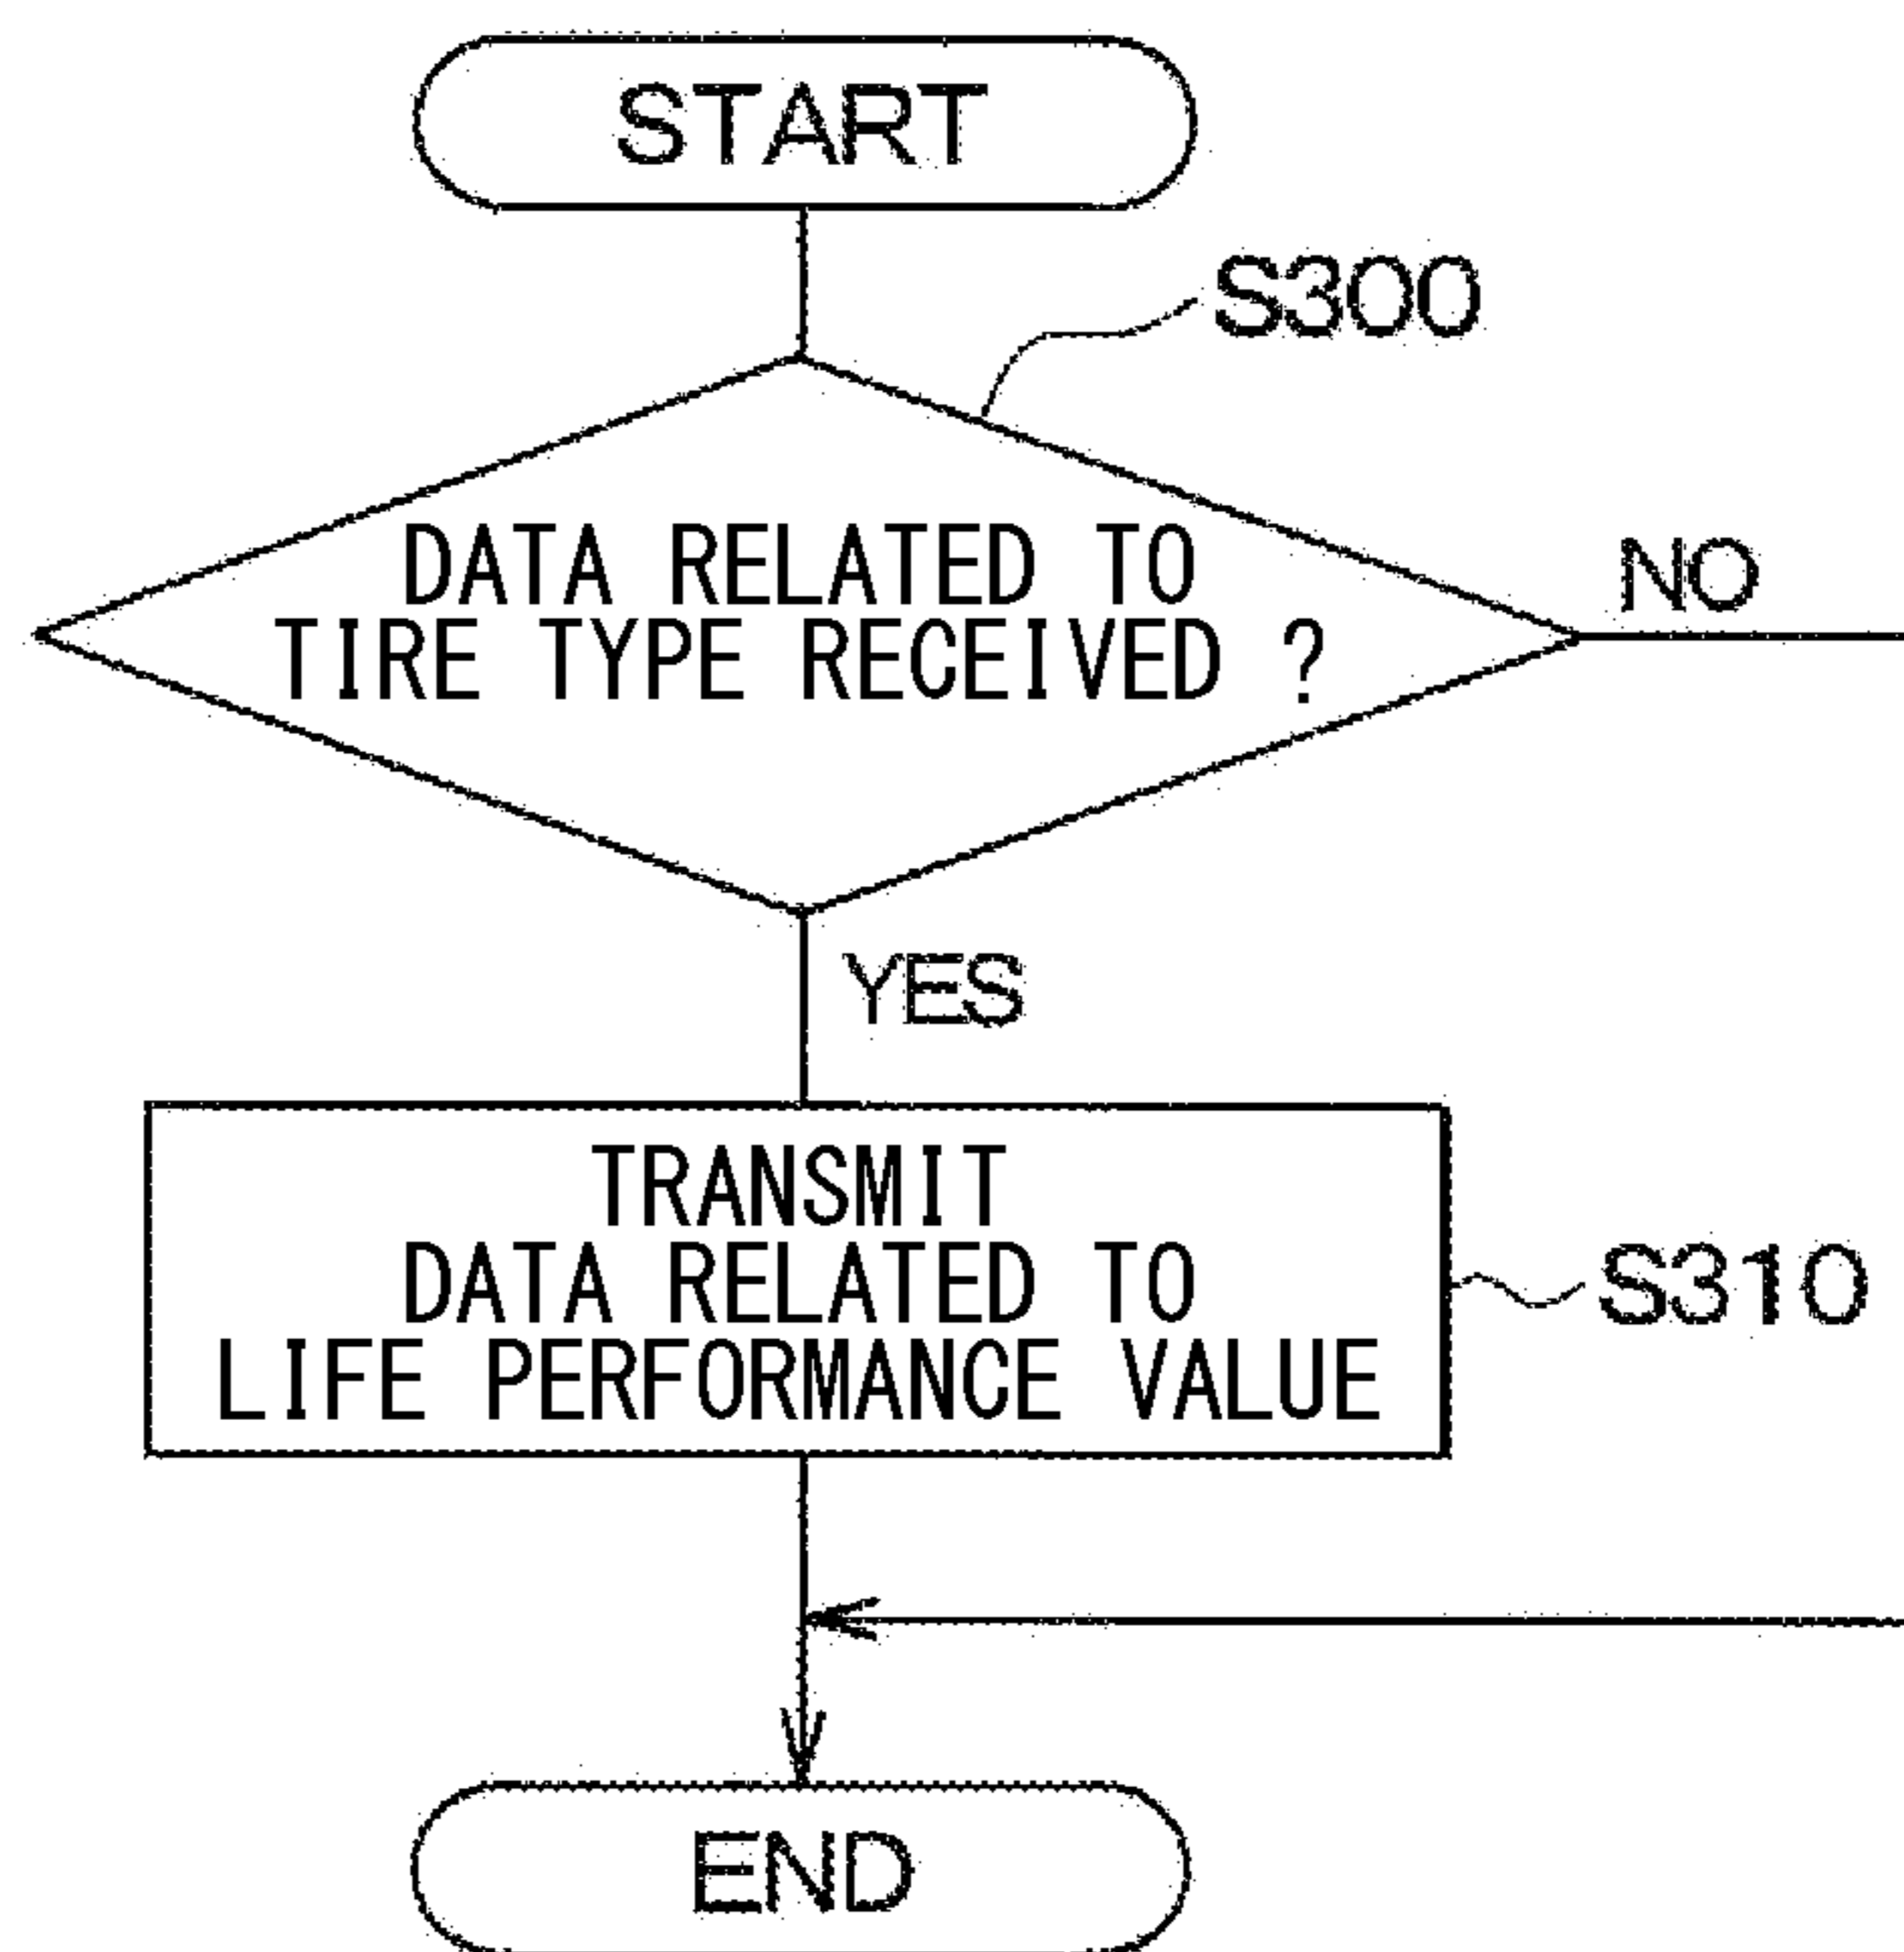 START
S300
DATA RELATED TO
TIRE TYPE RECEIVED ?
NO
YES
TRANSMIT
DATA RELATED TO
LIFE PERFORMANCE VALUE
S310
END